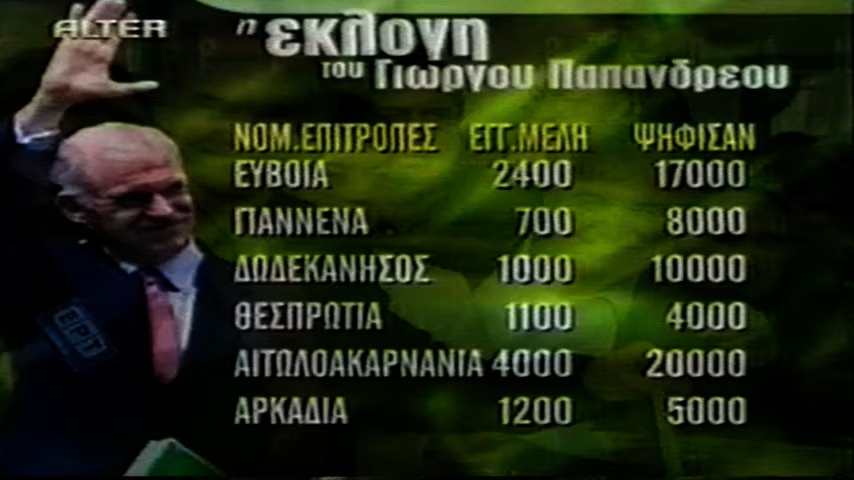 ALTER
η εκλογη
του Γιωργου Παπανδρεου
ΝΟΜ.ΕΠΙΤΡΟΠΕΣ ΕΓΓ.ΜΕΛΗ ΨΗΦΙΣΑΝ
ΕΥΒΟΙΑ 2400 17000
ΓΙΑΝΝΕΝΑ 700 8000
ΔΩΔΕΚΑΝΗΣΟΣ 1000 10000
ΘΕΣΠΡΩΤΙΑ 1100 4000
ΑΙΤΩΛΟΑΚΑΡΝΑΝΙΑ 4000 20000
ΑΡΚΑΔΙΑ 1200 5000
ΕΡΤ